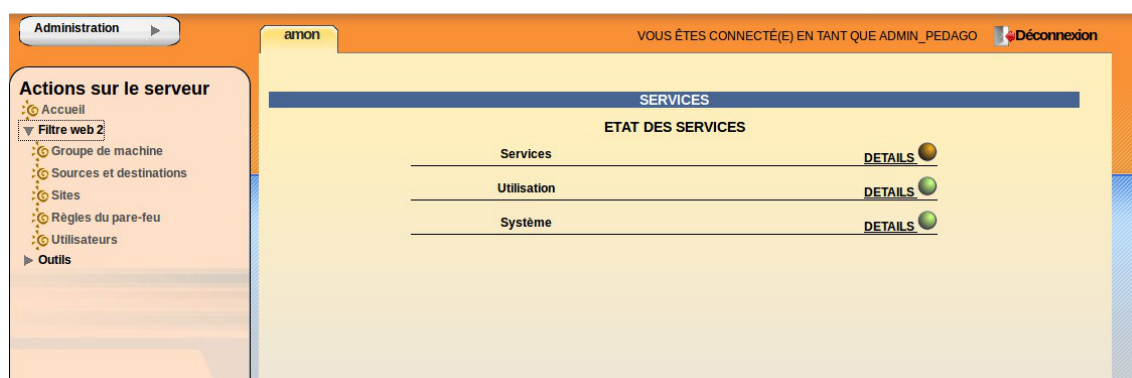 Administration
amon
VOUS ÊTES CONNECTÉ(E) EN TANT QUE ADMIN_PEDAGO
Déconnexion
Actions sur le serveur
Accueil
Filtre web 2
Groupe de machine
Sources et destinations
Sites
Règles du pare-feu
Utilisateurs
Outils
SERVICES
ETAT DES SERVICES
Services DETAILS
Utilisation DETAILS
Système DETAILS